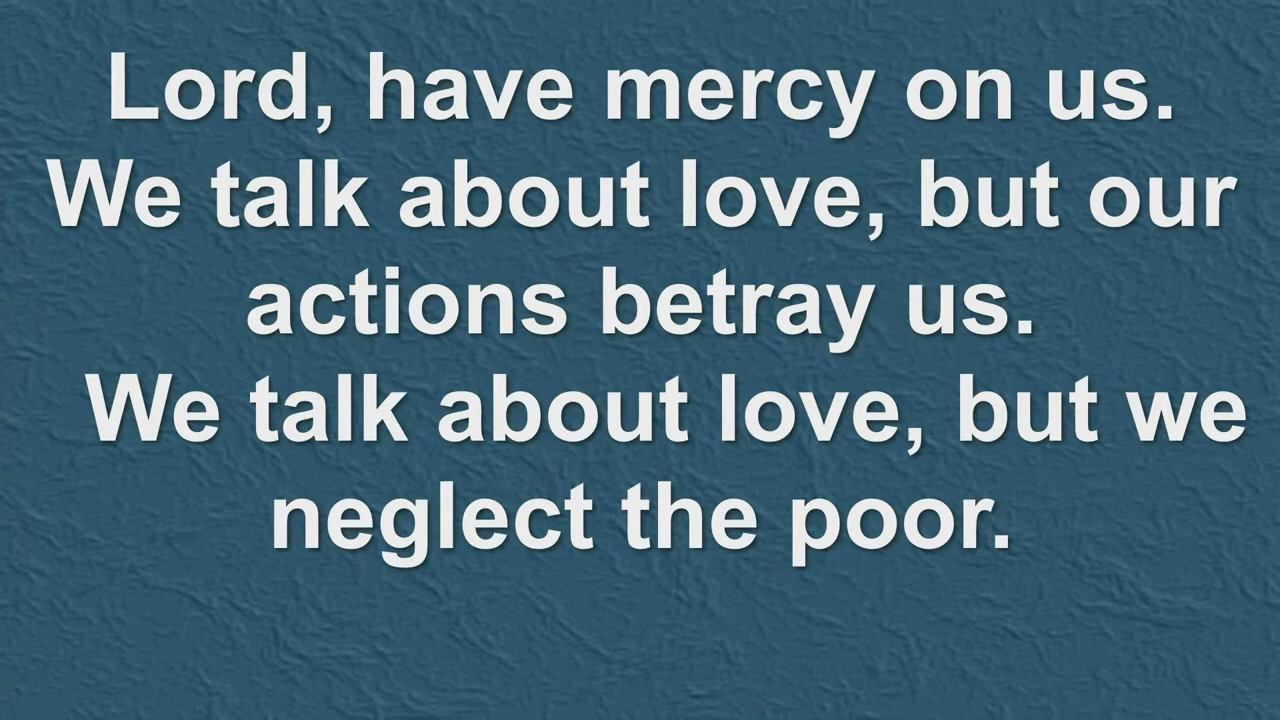 Lord, have mercy on us.
We talk about love, but our
actions betray us.
We talk about love, but we
neglect the poor.